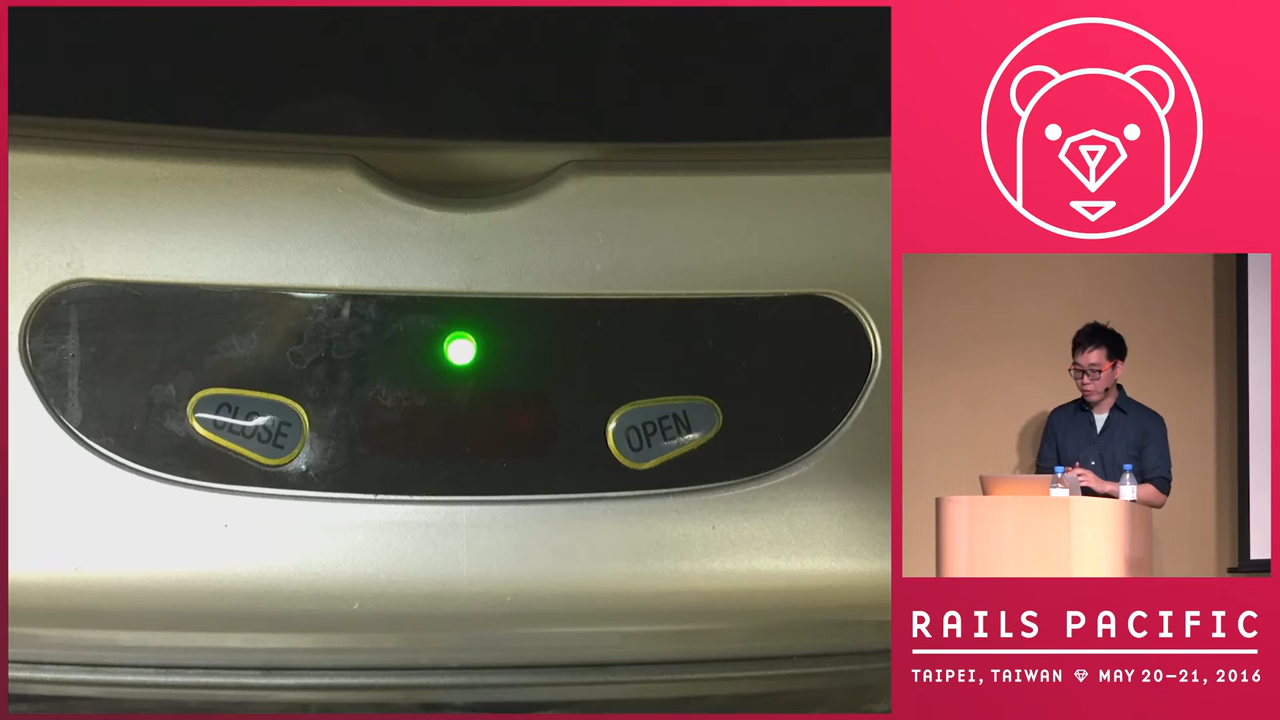 CLOSE
OPEN
RAILS PACIFIC
TAIPEI, TAIWAN MAY 20–21, 2016